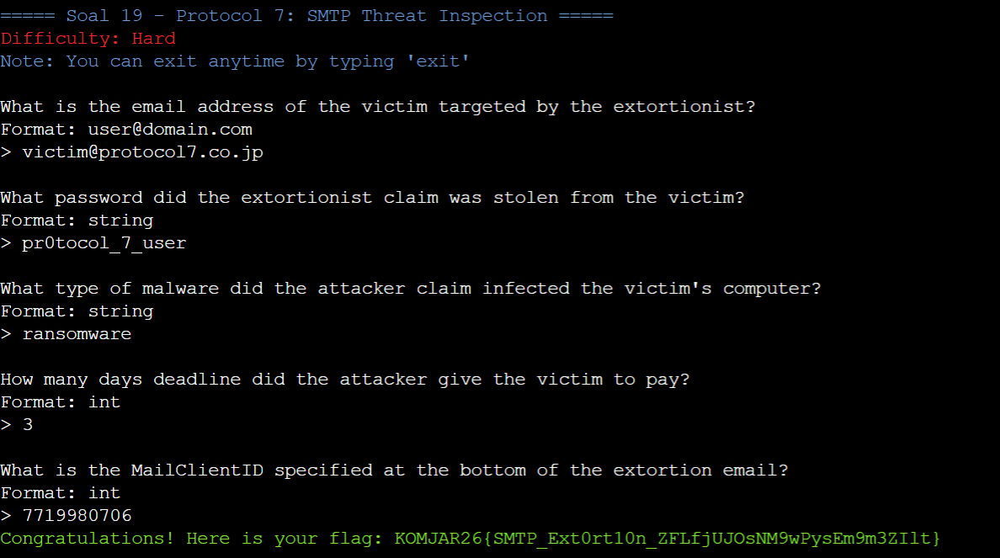 ===== Soal 19 - Protocol 7: SMTP Threat Inspection =====
Difficulty: Hard
Note: You can exit anytime by typing 'exit'
What is the email address of the victim targeted by the extortionist?
Format: user@domain.com
> victim@protocol7.co.jp
What password did the extortionist claim was stolen from the victim?
Format: string
> pr0tocol_7_user
What type of malware did the attacker claim infected the victim's computer?
Format: string
> ransomware
How many days deadline did the attacker give the victim to pay?
Format: int
> 3
What is the MailClientID specified at the bottom of the extortion email?
Format: int
> 7719980706
Congratulations! Here is your flag: KOMJAR26{SMTP_Ext0rt10n_ZFLfjUJOsNM9wPysEm9m3ZIlt}